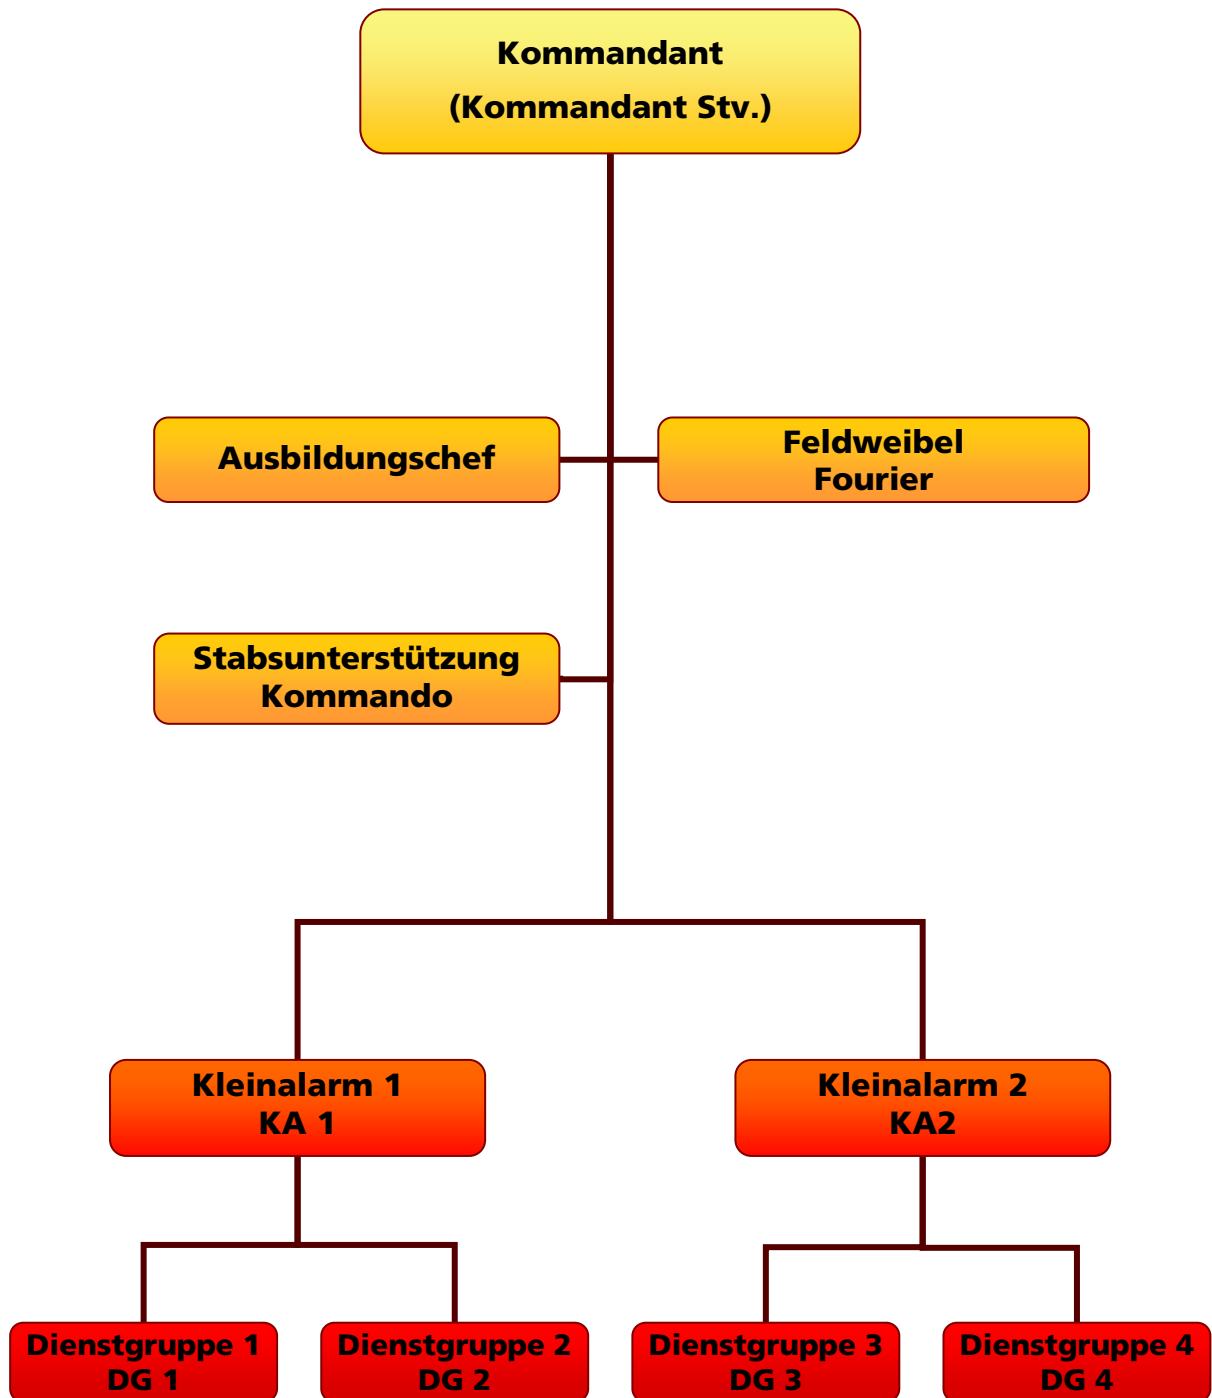 Kommandant
(Kommandant Stv.)
Ausbildungschef
Feldweibel
Fourier
Stabsunterstützung
Kommando
Kleinalarm 1
KA 1
Kleinalarm 2
KA2
Dienstgruppe 1
DG 1
Dienstgruppe 2
DG 2
Dienstgruppe 3
DG 3
Dienstgruppe 4
DG 4